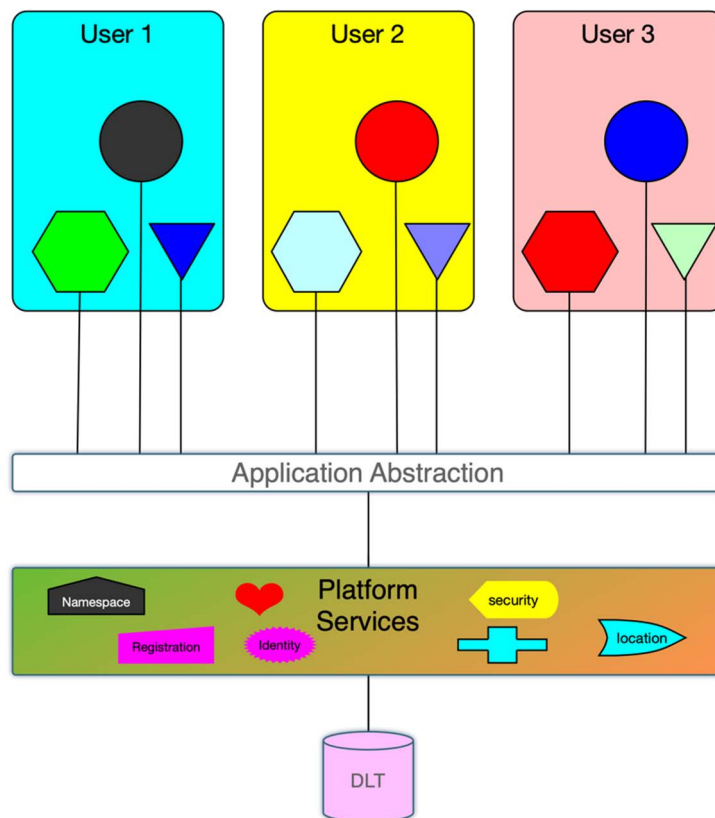 User 1
User 2
User 3
Application Abstraction
Platform
Services
Namespace
security
Registration
Identity
location
DLT